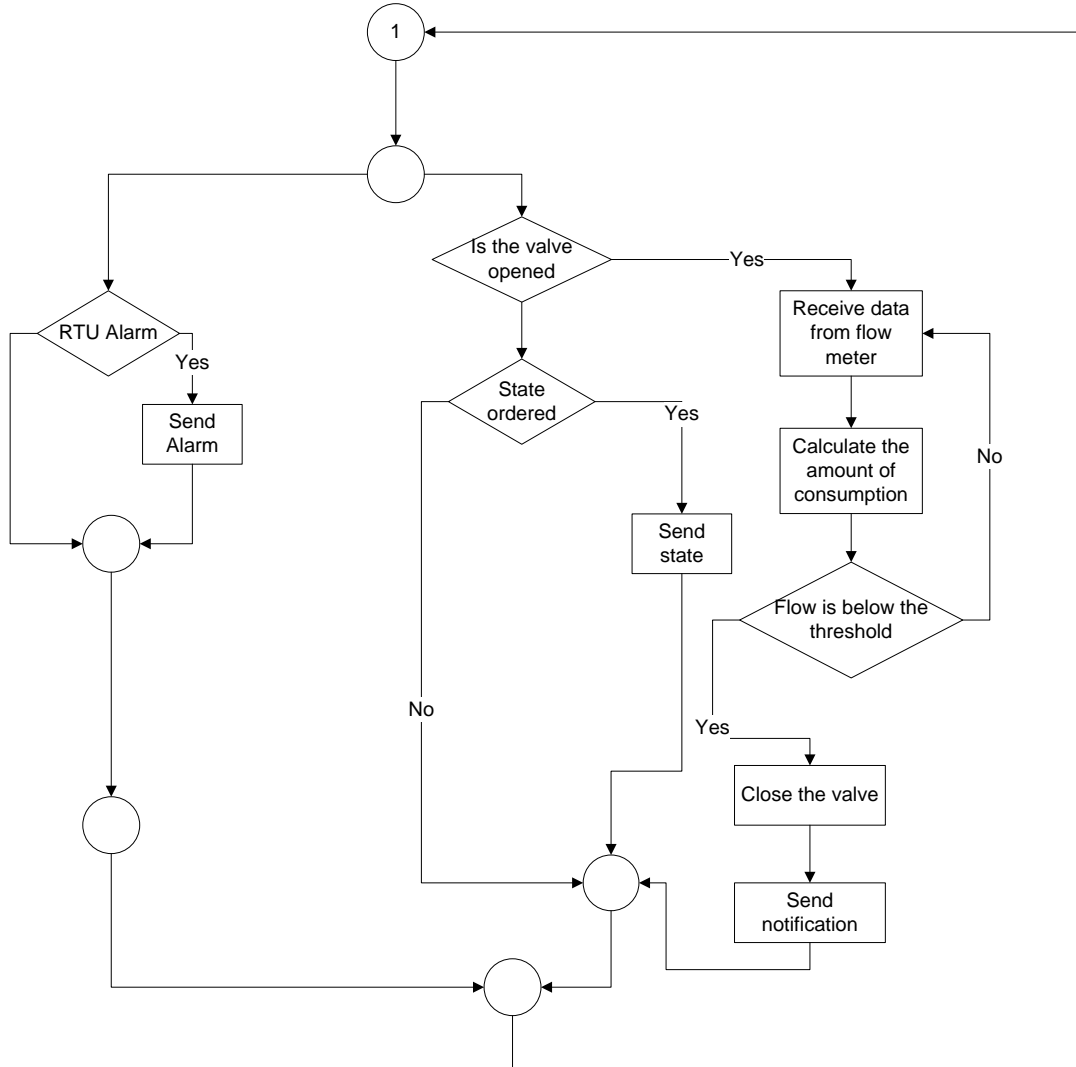 1
Is the valve
opened
Yes
RTU Alarm
Yes
Send
Alarm
State
ordered
Yes
No
Send
state
Receive data
from flow
meter
Calculate the
amount of
consumption
No
Flow is below the
threshold
Yes
Close the valve
Send
notification